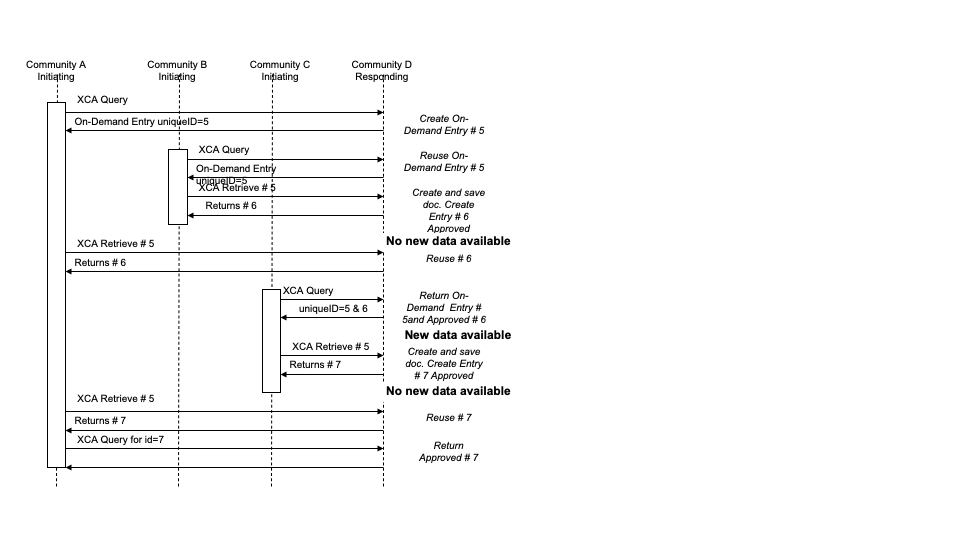 Community A
Initiating
Community B
Initiating
Community C
Initiating
Community D
Responding
XCA Query
On-Demand Entry uniqueID=5
Create On-
Demand Entry # 5
XCA Query
On-Demand Entry
uniqueID=5
Reuse On-
Demand Entry # 5
XCA Retrieve # 5
Returns # 6
Create and save
doc. Create
Entry # 6
Approved
No new data available
XCA Retrieve # 5
Returns # 6
Reuse # 6
XCA Query
uniqueID=5 & 6
Return On-
Demand  Entry #
5and Approved # 6
New data available
XCA Retrieve # 5
Returns # 7
Create and save
doc. Create Entry
# 7 Approved
No new data available
XCA Retrieve # 5
Returns # 7
Reuse # 7
XCA Query for id=7
Return
Approved # 7